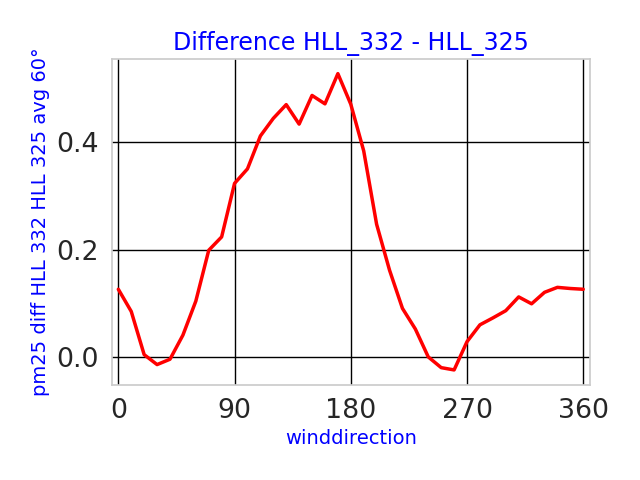 Difference HLL_332 - HLL_325
pm25 diff HLL 332 HLL 325 avg 60°
0.4
0.2
0.0
0 90 180 270 360
winddirection